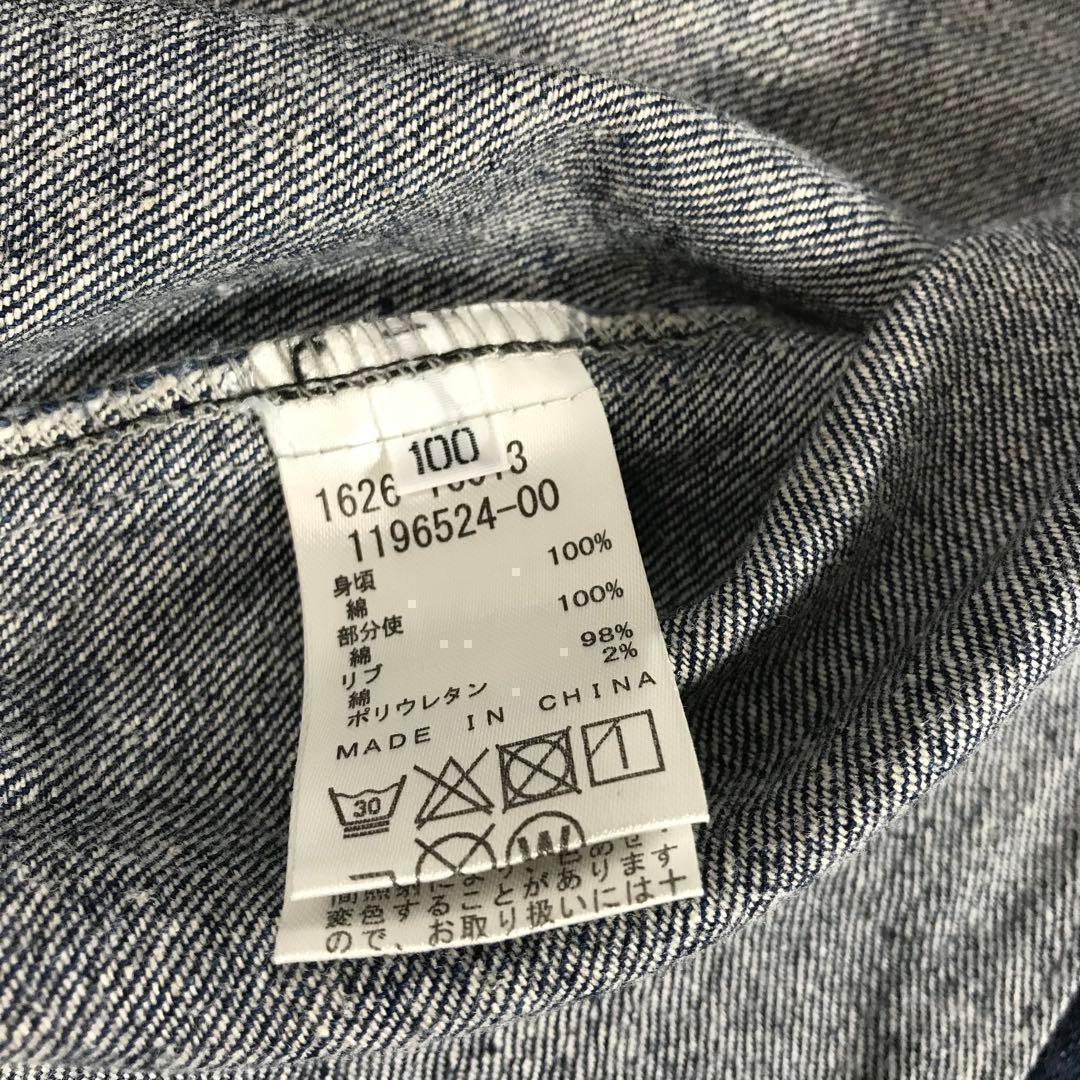 100
1626
1196524-00
身頃
綿 100%
部分使
綿 100%
リブ
綿 98%
ポリウレタン 2%
MADE IN CHINA
30
W
変色することがあります
ので、お取り扱いには十